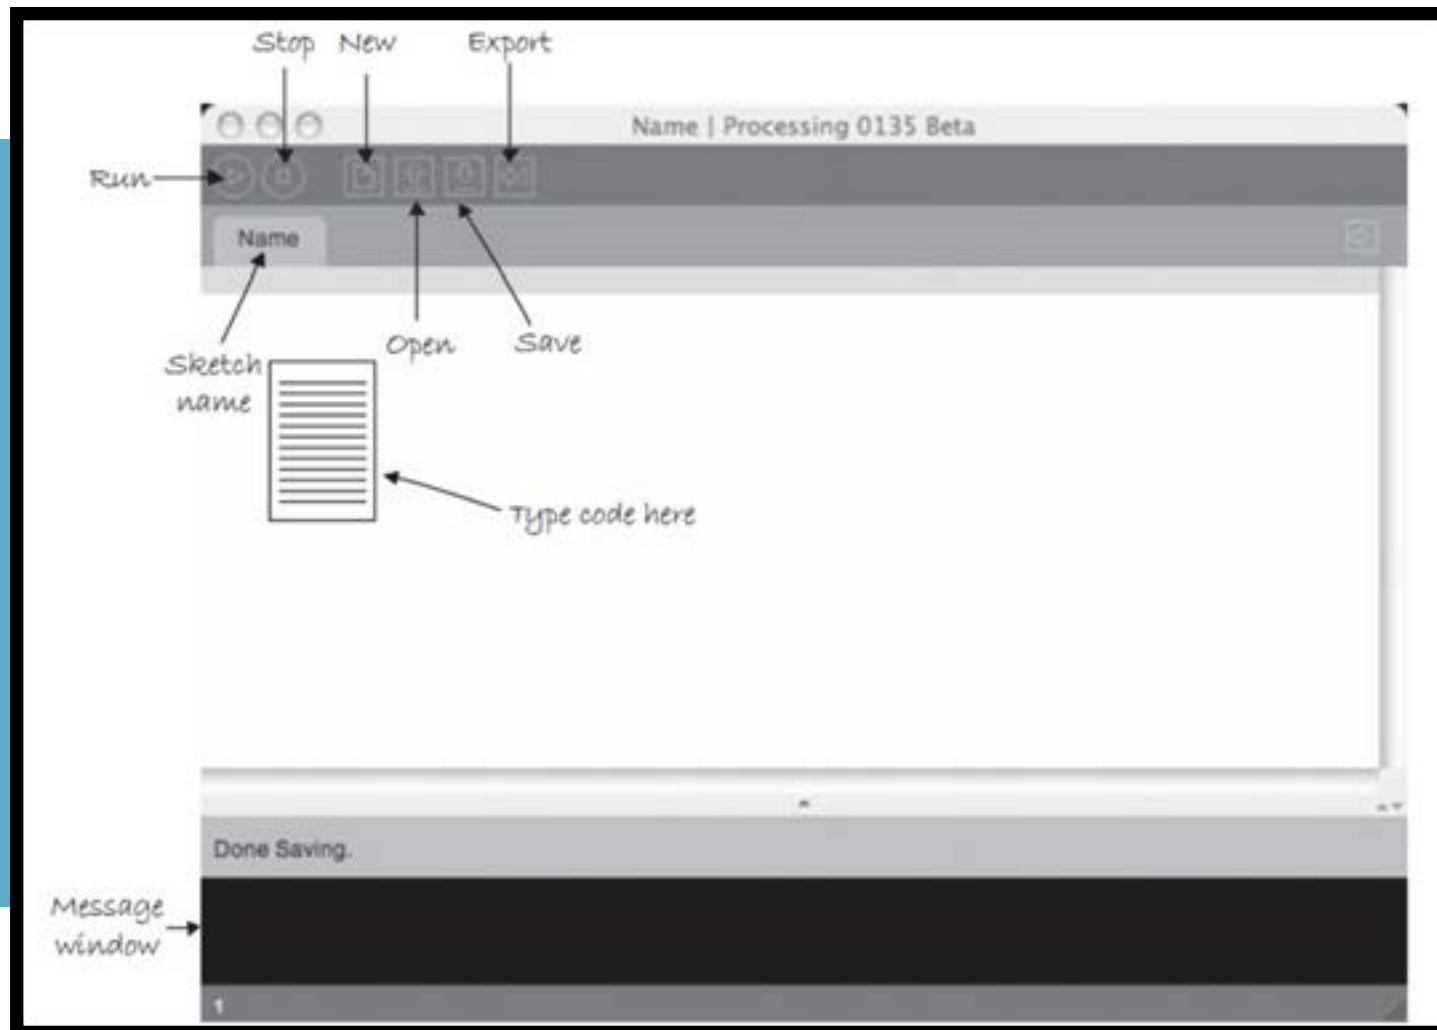 Stop New Export
Name | Processing 0135 Beta
Run
Name
Open Save
Sketch
name
Type code here
Done Saving.
Message
window
1